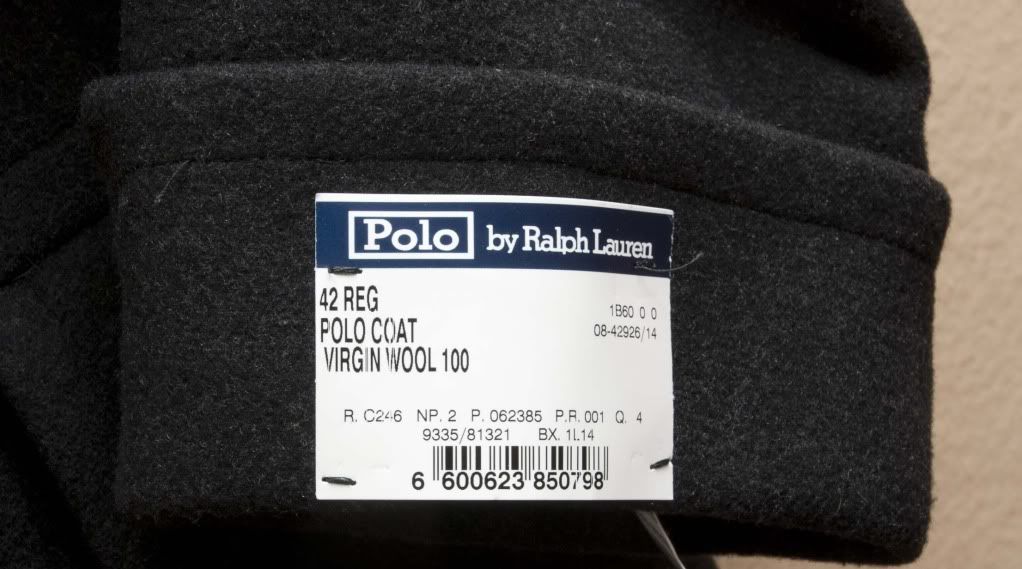 Polo by Ralph Lauren
42 REG
1B60 0 0
POLO COAT
08-42926/14
VIRGIN WOOL 100
R. C246 NP. 2 P. 062385 P.R. 001 Q. 4
9335/81321 BX. 1L14
6 600623 850798